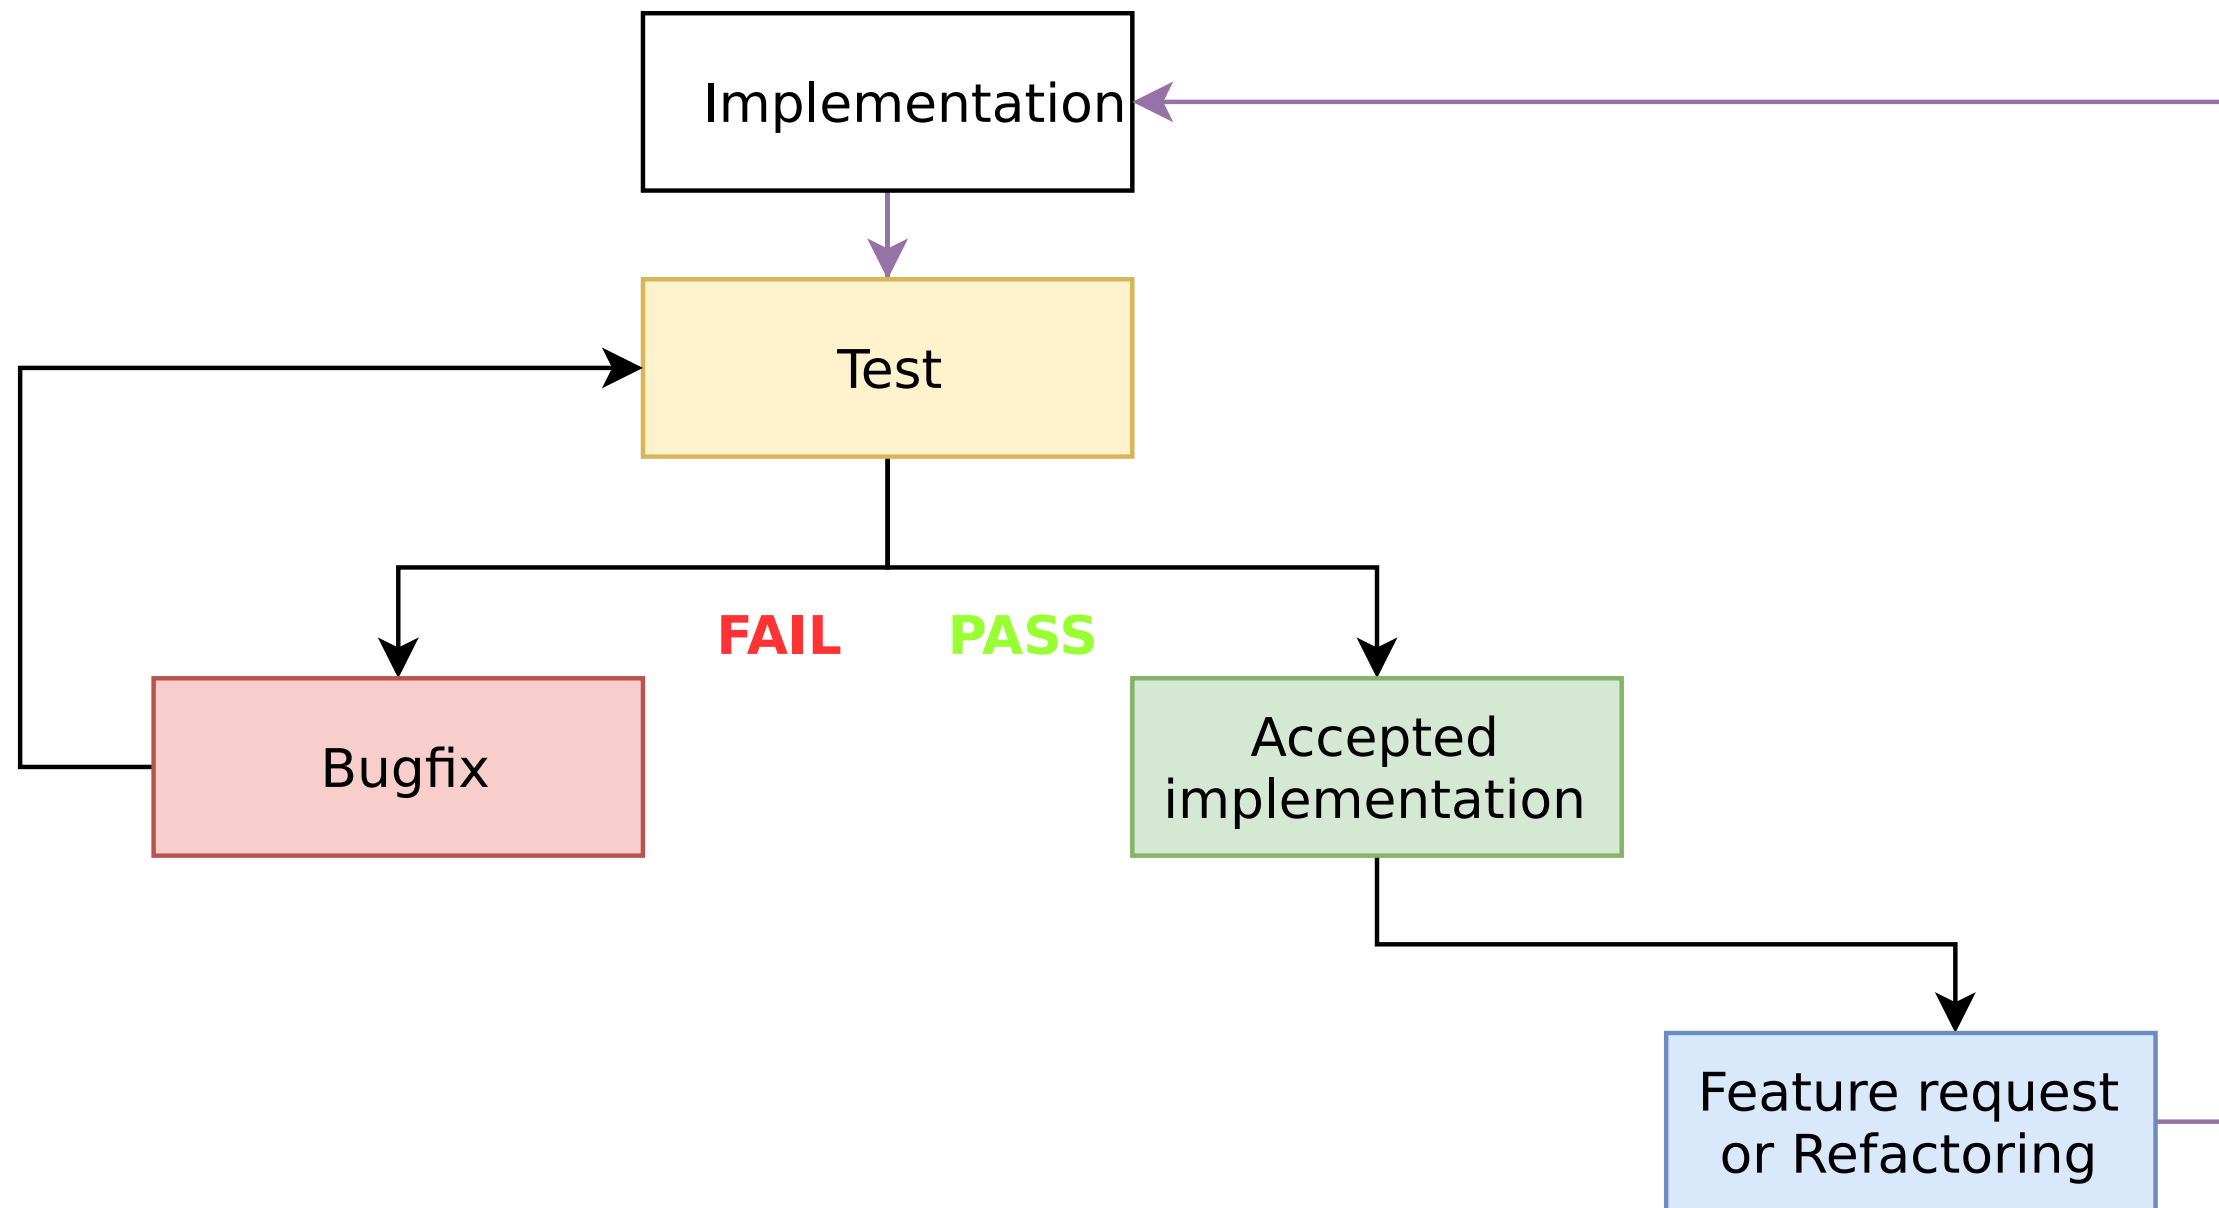 Implementation
Test
FAIL
PASS
Bugfix
Accepted
implementation
Feature request
or Refactoring